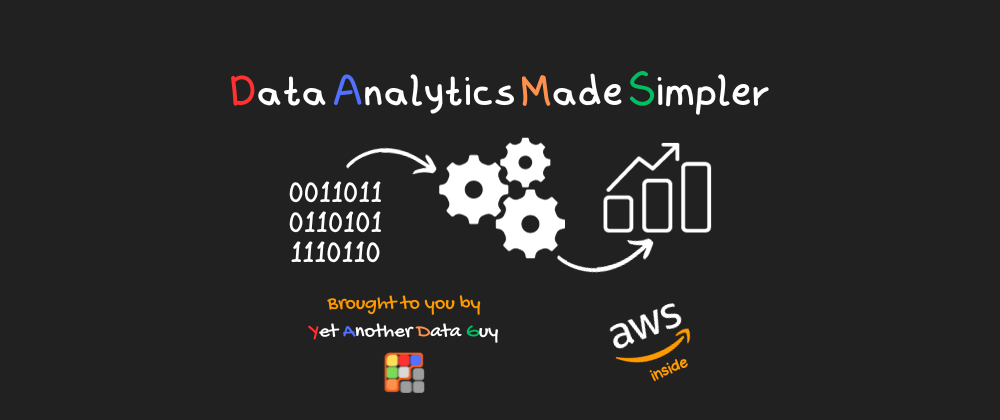 Data Analytics Made Simpler
0011011
0110101
1110110
Brought to you by
Yet Another Data Guy
aws
inside